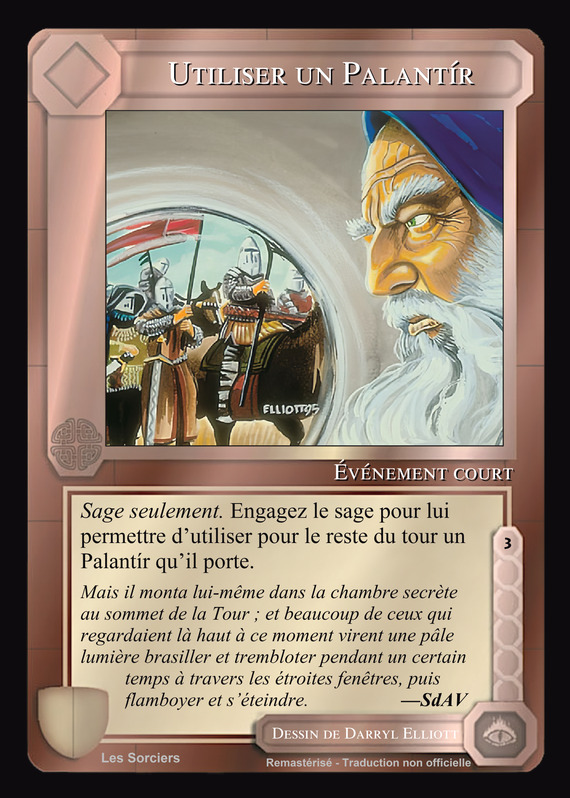 Utiliser un Palantír
ELLIOTT95
Événement court
Sage seulement. Engagez le sage pour lui
permettre d’utiliser pour le reste du tour un
Palantír qu’il porte.
3
Mais il monta lui-même dans la chambre secrète
au sommet de la Tour ; et beaucoup de ceux qui
regardaient là haut à ce moment virent une pâle
lumière brasiller et trembloter pendant un certain
temps à travers les étroites fenêtres, puis
flamboyer et s’éteindre. —SdAV
Dessin de Darryl Elliott
Les Sorciers
Remastérisé - Traduction non officielle